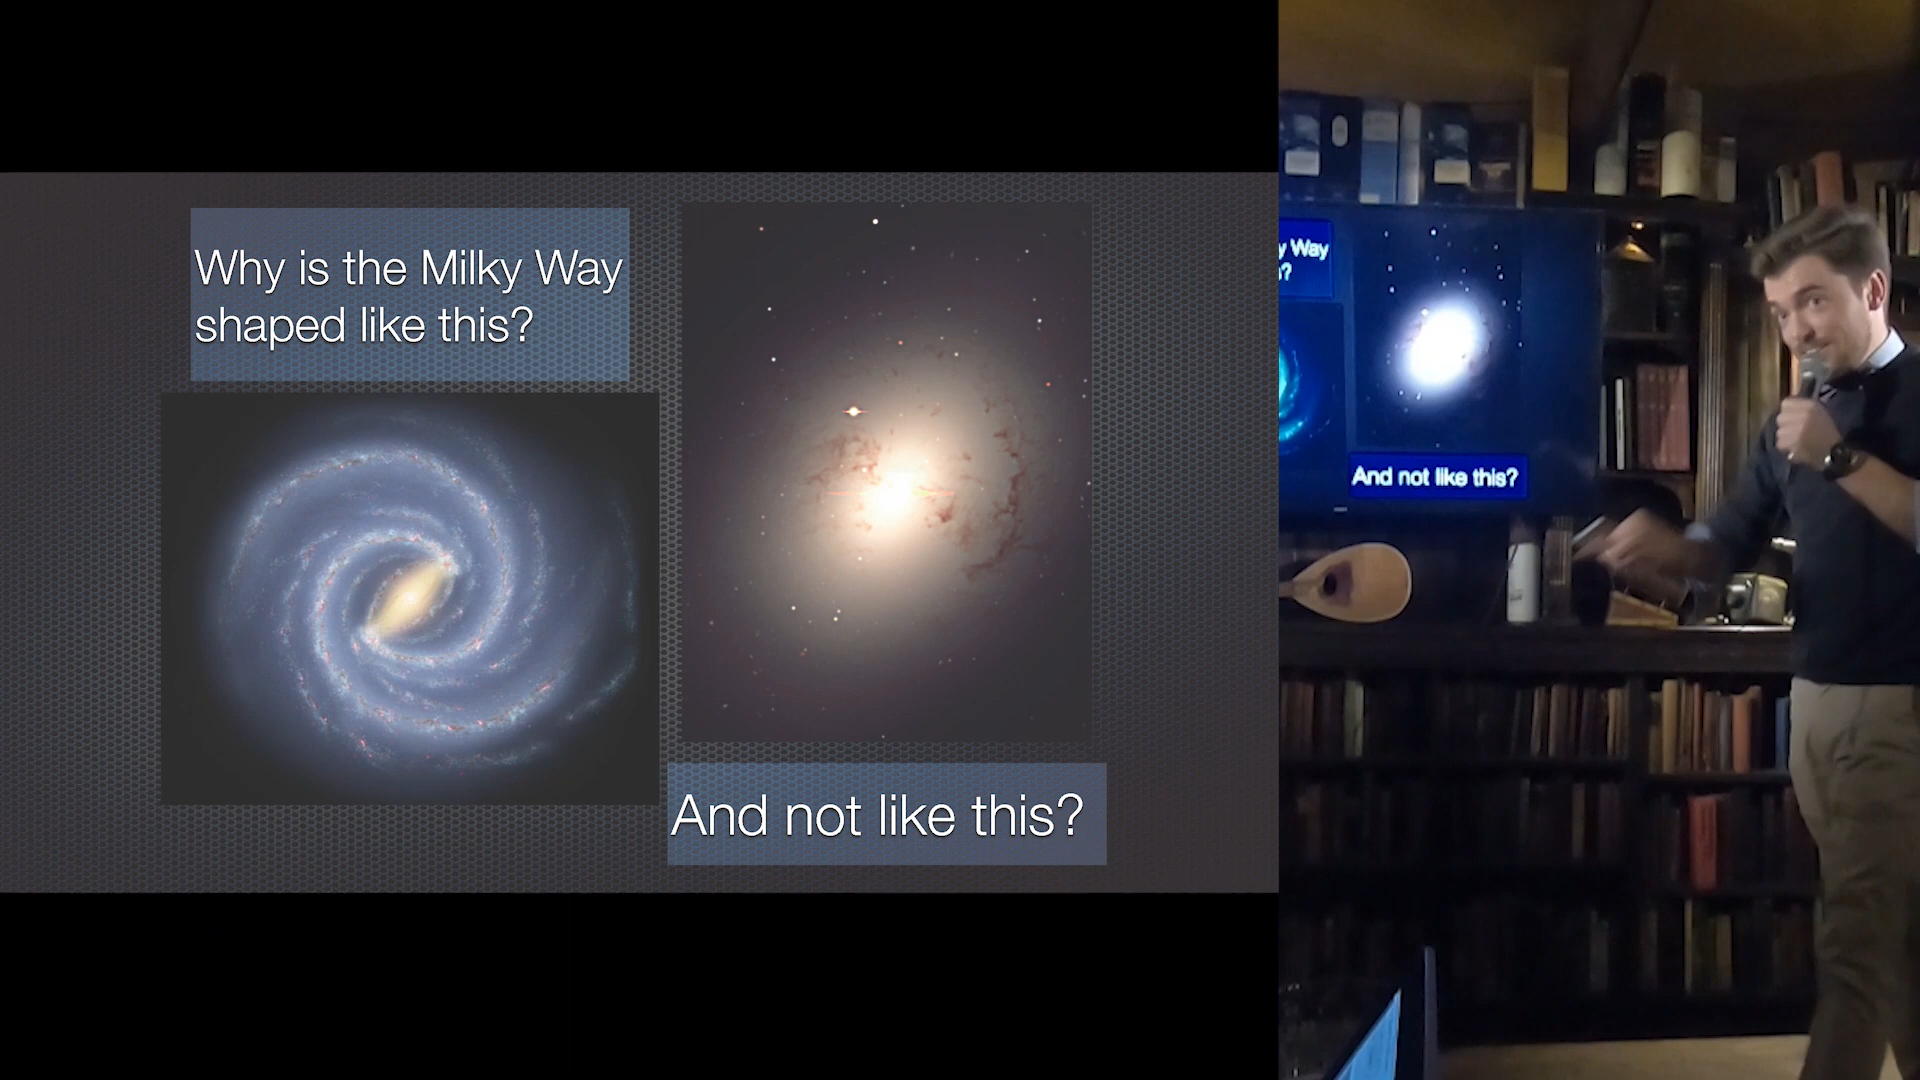 Why is the Milky Way
shaped like this?
And not like this?
y Way
s?
And not like this?